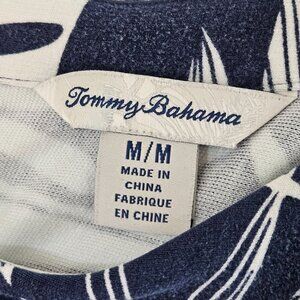 Tommy Bahama
M/M
MADE IN
CHINA
FABRIQUE
EN CHINE